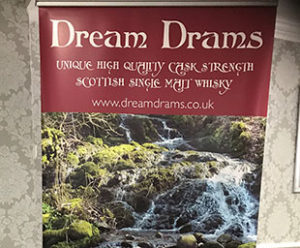 Dream Drams
UNIQUE HIGH QUALITY CASK STRENGTH
SCOTTISH SINGLE MALT WHISKY
www.dreamdrams.co.uk